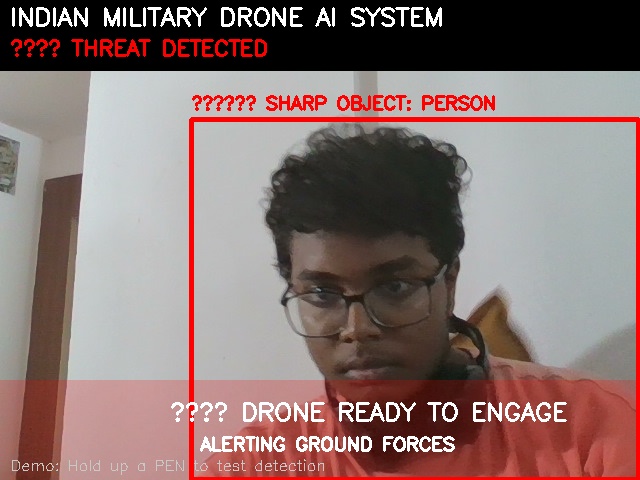 INDIAN MILITARY DRONE AI SYSTEM
???? THREAT DETECTED
?????? SHARP OBJECT: PERSON
???? DRONE READY TO ENGAGE
ALERTING GROUND FORCES
Demo: Hold up a PEN to test detection